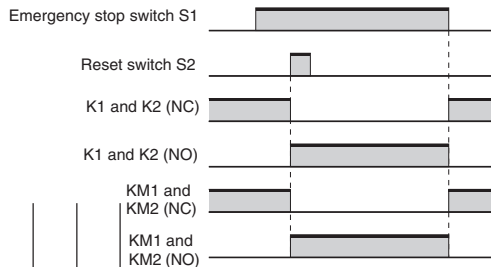 Emergency stop switch S1
Reset switch S2
K1 and K2 (NC)
K1 and K2 (NO)
KM1 and
KM2 (NC)
KM1 and
KM2 (NO)